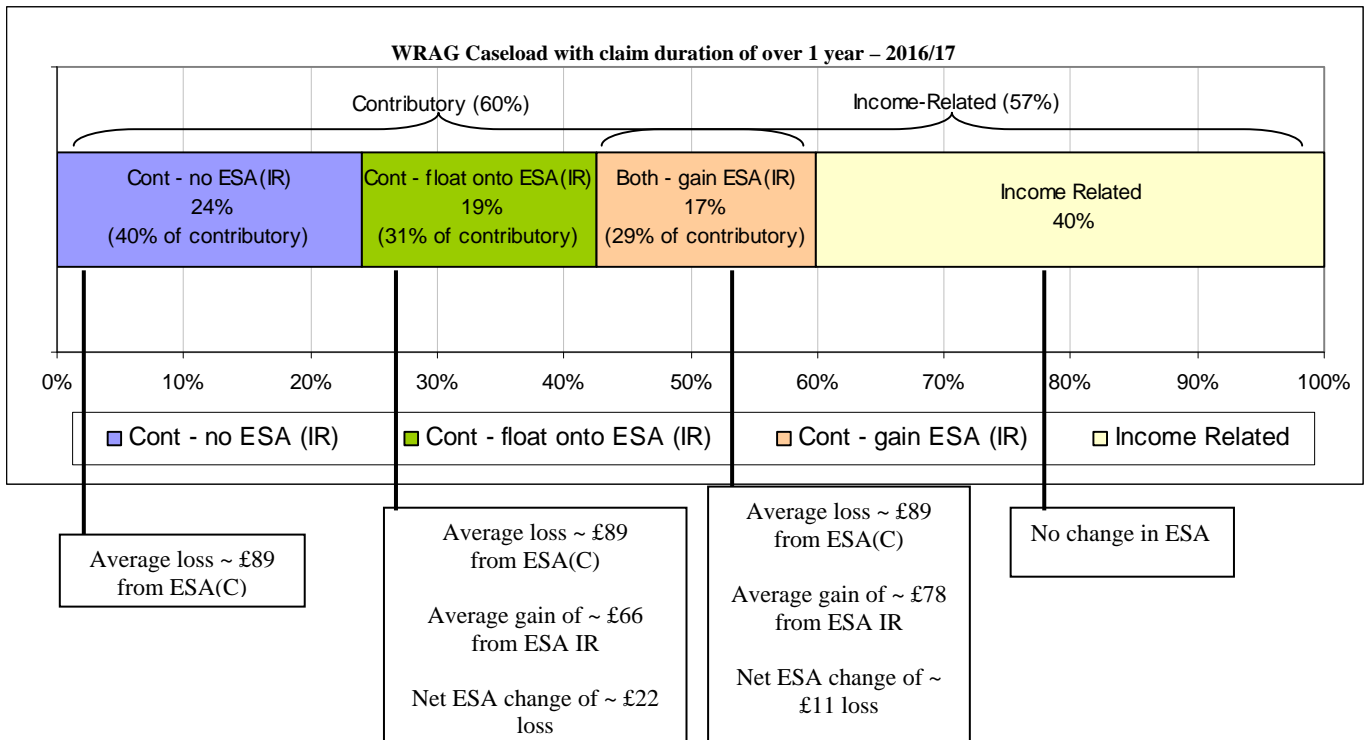 WRAG Caseload with claim duration of over 1 year – 2016/17
Contributory (60%)
Income-Related (57%)
Cont - no ESA(IR)
24%
(40% of contributory)
Cont - float onto ESA(IR)
19%
(31% of contributory)
Both - gain ESA(IR)
17%
(29% of contributory)
Income Related
40%
0% 10% 20% 30% 40% 50% 60% 70% 80% 90% 100%
Cont - no ESA (IR) Cont - float onto ESA (IR) Cont - gain ESA (IR) Income Related
Average loss ~ £89
from ESA(C)
Average loss ~ £89
from ESA(C)
Average gain of ~ £66
from ESA IR
Net ESA change of ~ £22
loss
Average loss ~ £89
from ESA(C)
Average gain of ~ £78
from ESA IR
Net ESA change of ~
£11 loss
No change in ESA